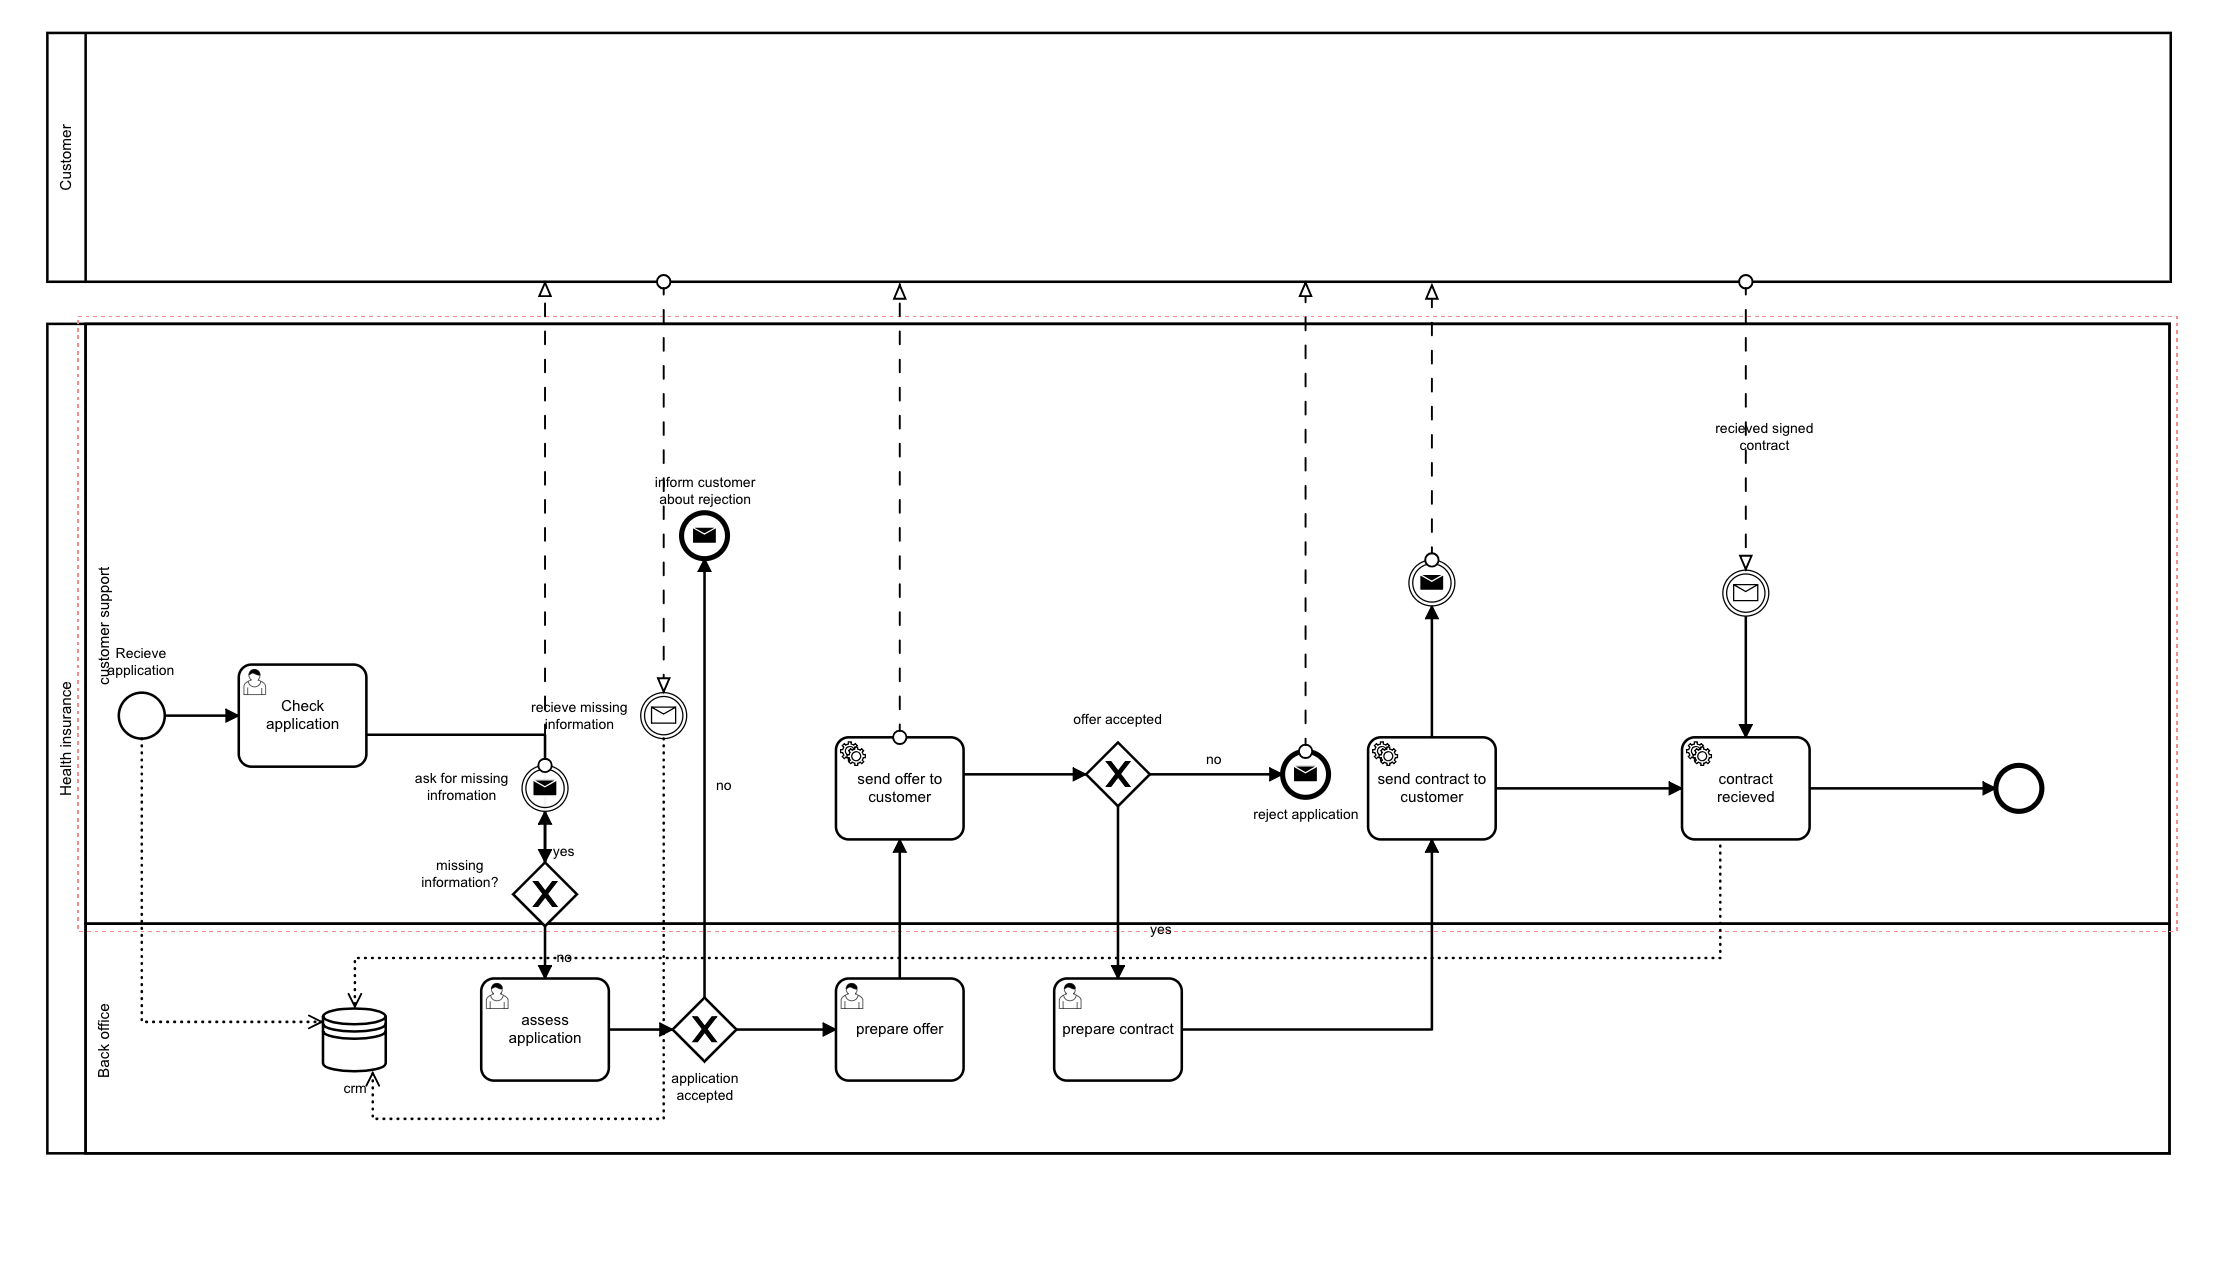 Customer
Health insurance
customer support
Back office
Recieve
application
Check
application
ask for missing
infromation
recieve missing
information
missing
information?
yes
no
inform customer
about rejection
no
assess
application
application
accepted
crm
prepare offer
send offer to
customer
offer accepted
no
reject application
yes
prepare contract
send contract to
customer
recieved signed
contract
contract
recieved